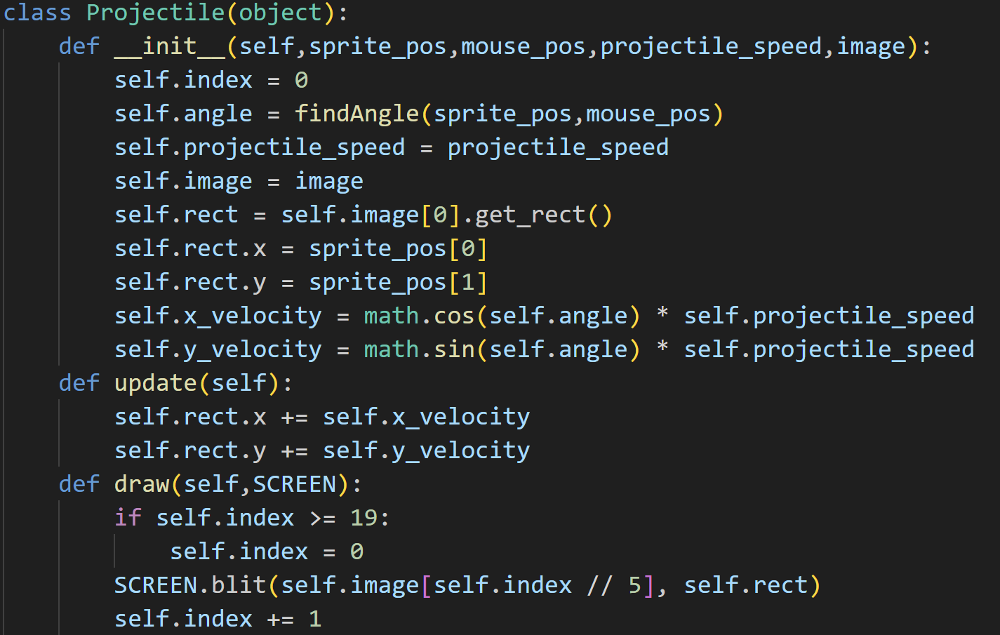 class Projectile(object):
    def __init__(self,sprite_pos,mouse_pos,projectile_speed,image):
        self.index = 0
        self.angle = findAngle(sprite_pos,mouse_pos)
        self.projectile_speed = projectile_speed
        self.image = image
        self.rect = self.image[0].get_rect()
        self.rect.x = sprite_pos[0]
        self.rect.y = sprite_pos[1]
        self.x_velocity = math.cos(self.angle) * self.projectile_speed
        self.y_velocity = math.sin(self.angle) * self.projectile_speed
    def update(self):
        self.rect.x += self.x_velocity
        self.rect.y += self.y_velocity
    def draw(self,SCREEN):
        if self.index >= 19:
            self.index = 0
        SCREEN.blit(self.image[self.index // 5], self.rect)
        self.index += 1